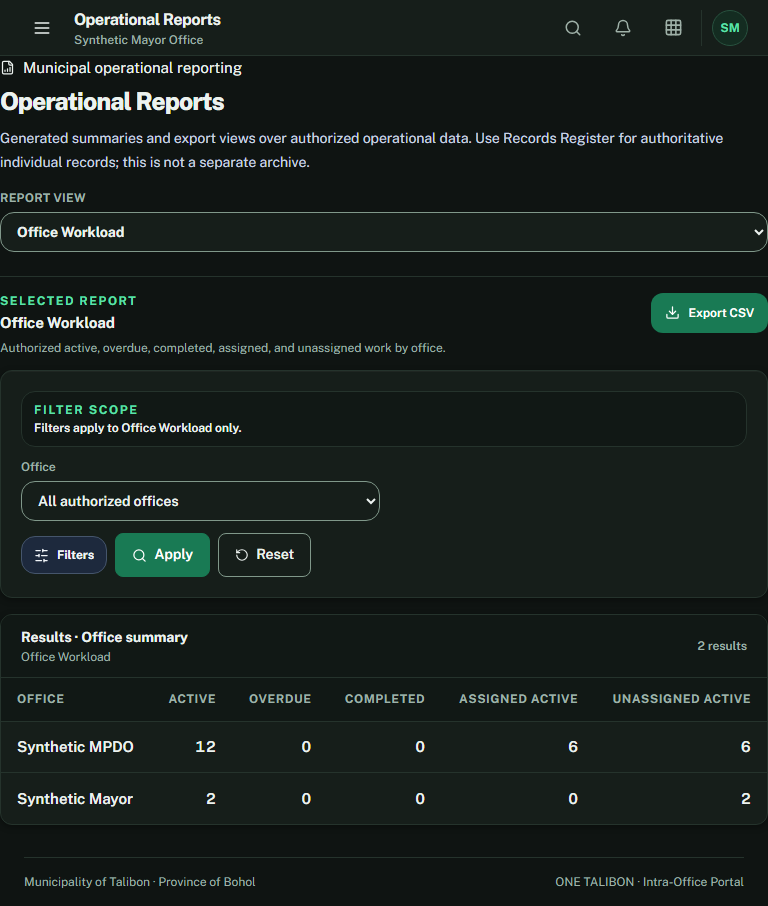 Operational Reports
Synthetic Mayor Office
SM
Municipal operational reporting
Operational Reports
Generated summaries and export views over authorized operational data. Use Records Register for authoritative
individual records; this is not a separate archive.
REPORT VIEW
Office Workload
SELECTED REPORT
Office Workload
Export CSV
Authorized active, overdue, completed, assigned, and unassigned work by office.
FILTER SCOPE
Filters apply to Office Workload only.
Office
All authorized offices
Filters Apply Reset
Results · Office summary
Office Workload
2 results
OFFICE ACTIVE OVERDUE COMPLETED ASSIGNED ACTIVE UNASSIGNED ACTIVE
Synthetic MPDO 12 0 0 6 6
Synthetic Mayor 2 0 0 0 2
Municipality of Talibon · Province of Bohol ONE TALIBON · Intra-Office Portal